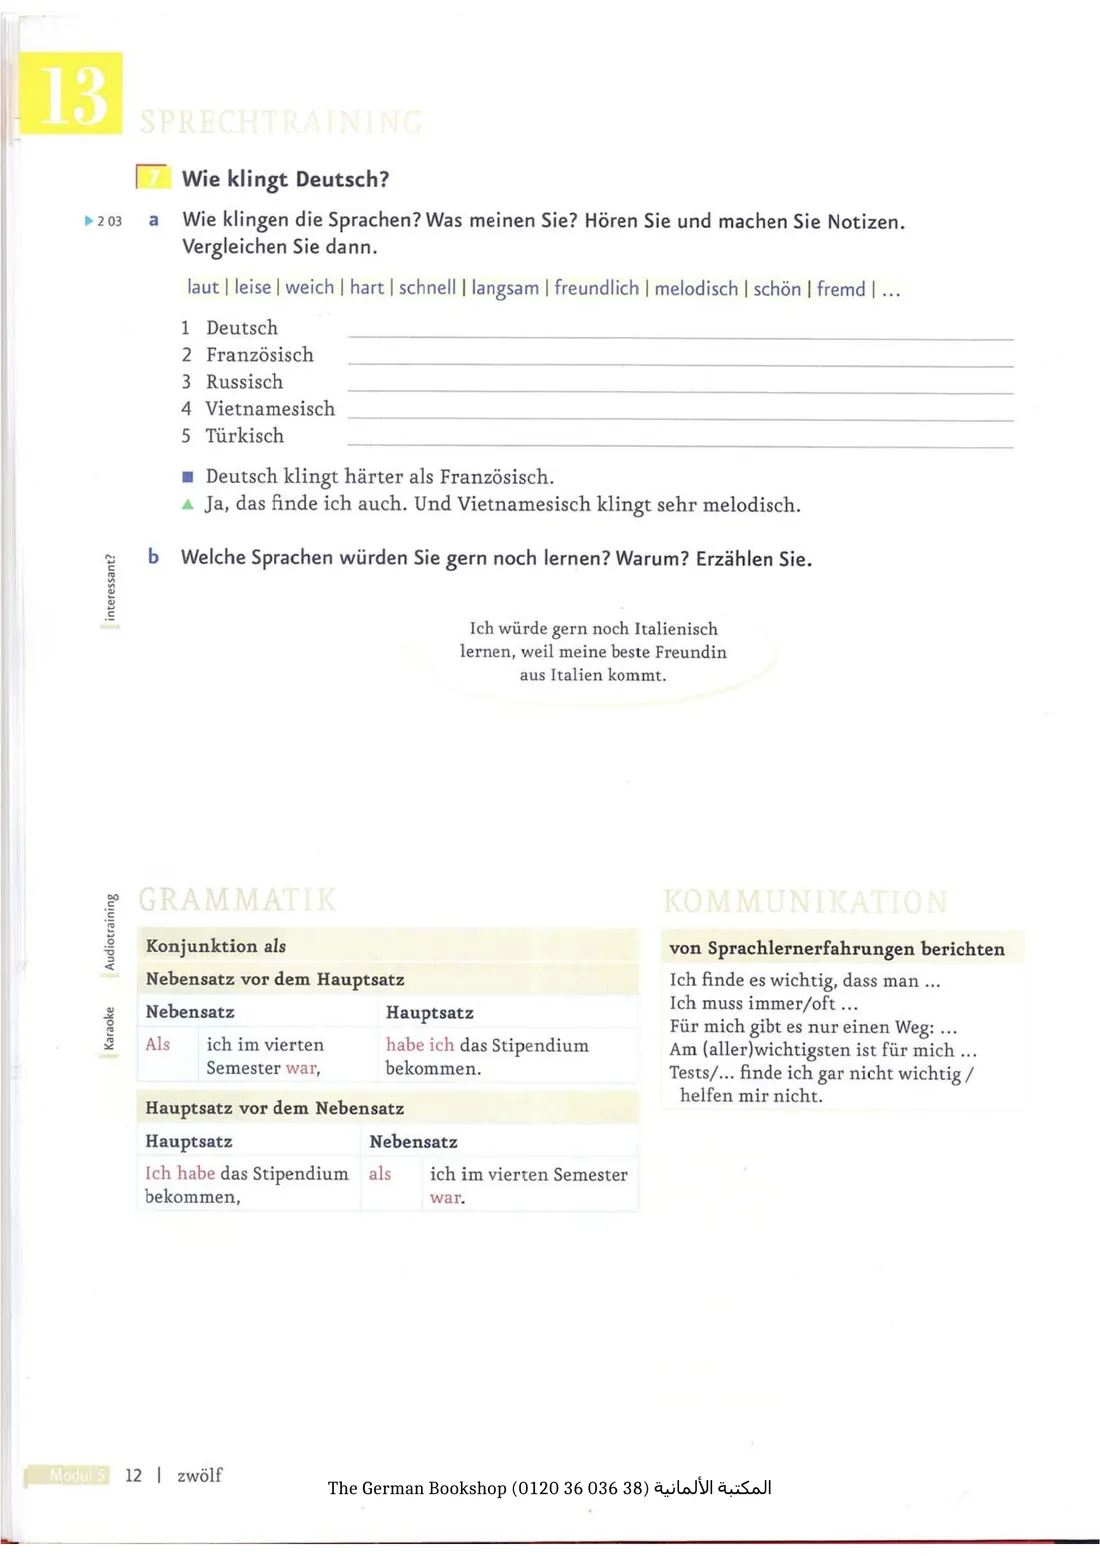 13
SPRECHTRAINING
7 Wie klingt Deutsch?
▶ 2 03 a Wie klingen die Sprachen? Was meinen Sie? Hören Sie und machen Sie Notizen.
Vergleichen Sie dann.
laut | leise | weich | hart | schnell | langsam | freundlich | melodisch | schön | fremd | ...
1 Deutsch
2 Französisch
3 Russisch
4 Vietnamesisch
5 Türkisch
■ Deutsch klingt härter als Französisch.
▲ Ja, das finde ich auch. Und Vietnamesisch klingt sehr melodisch.
interessant?
b Welche Sprachen würden Sie gern noch lernen? Warum? Erzählen Sie.
Ich würde gern noch Italienisch
lernen, weil meine beste Freundin
aus Italien kommt.
Audiotraining
Karaoke
GRAMMATIK
Konjunktion als
Nebensatz vor dem Hauptsatz
Nebensatz Hauptsatz
Als ich im vierten habe ich das Stipendium
Semester war, bekommen.
Hauptsatz vor dem Nebensatz
Hauptsatz Nebensatz
Ich habe das Stipendium als ich im vierten Semester
bekommen, war.
KOMMUNIKATION
von Sprachlernerfahrungen berichten
Ich finde es wichtig, dass man ...
Ich muss immer/oft ...
Für mich gibt es nur einen Weg: ...
Am (aller)wichtigsten ist für mich ...
Tests/... finde ich gar nicht wichtig /
helfen mir nicht.
Modul 5 12 | zwölf
The German Bookshop (0120 36 036 38) المكتبة الألمانية